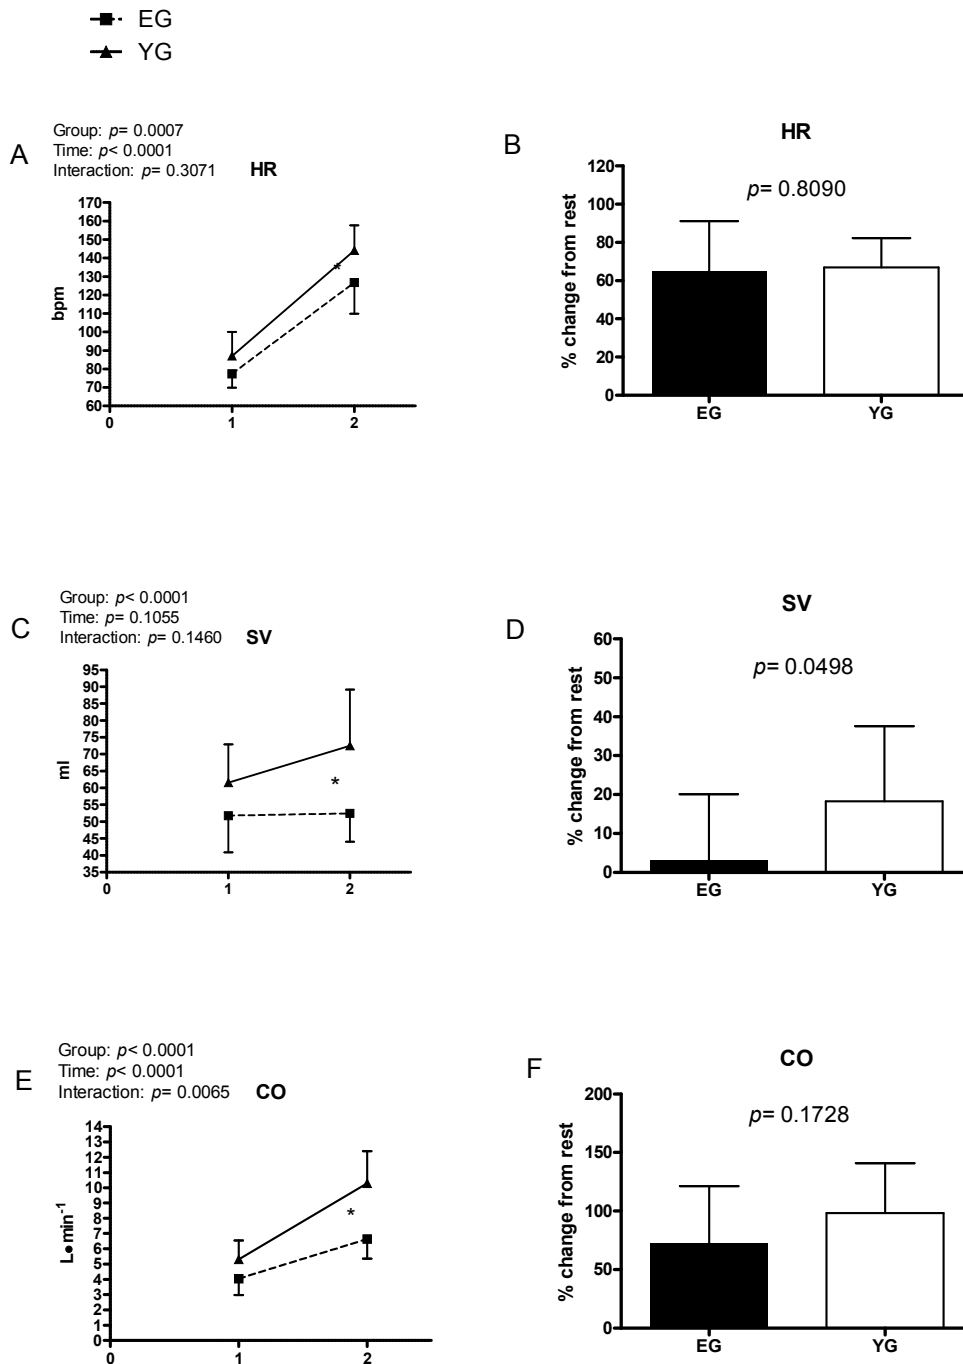 EG
YG
A
Group: p= 0.0007
Time: p< 0.0001
Interaction: p= 0.3071
HR
bpm
170
160
150
140
130
120
110
100
90
80
70
60
0
1
2
*
B
HR
p= 0.8090
% change from rest
120
100
80
60
40
20
0
EG
YG
C
Group: p< 0.0001
Time: p= 0.1055
Interaction: p= 0.1460
SV
ml
95
90
85
80
75
70
65
60
55
50
45
40
35
0
1
2
*
D
SV
p= 0.0498
% change from rest
60
50
40
30
20
10
0
EG
YG
E
Group: p< 0.0001
Time: p< 0.0001
Interaction: p= 0.0065
CO
L•min-1
14
13
12
11
10
9
8
7
6
5
4
3
2
1
0
0
1
2
*
F
CO
p= 0.1728
% change from rest
200
150
100
50
0
EG
YG